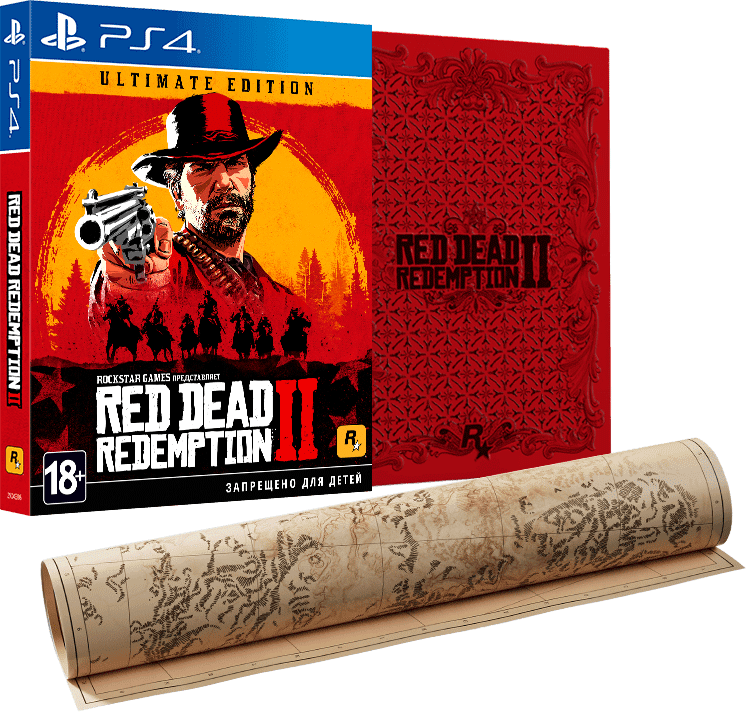 PS4
ULTIMATE EDITION
ROCKSTAR GAMES ПРЕДСТАВЛЯЕТ
RED DEAD
REDEMPTION II
R
18+
ЗАПРЕЩЕНО ДЛЯ ДЕТЕЙ
PS4
RED DEAD REDEMPTION II
R
RED DEAD
REDEMPTION II
R